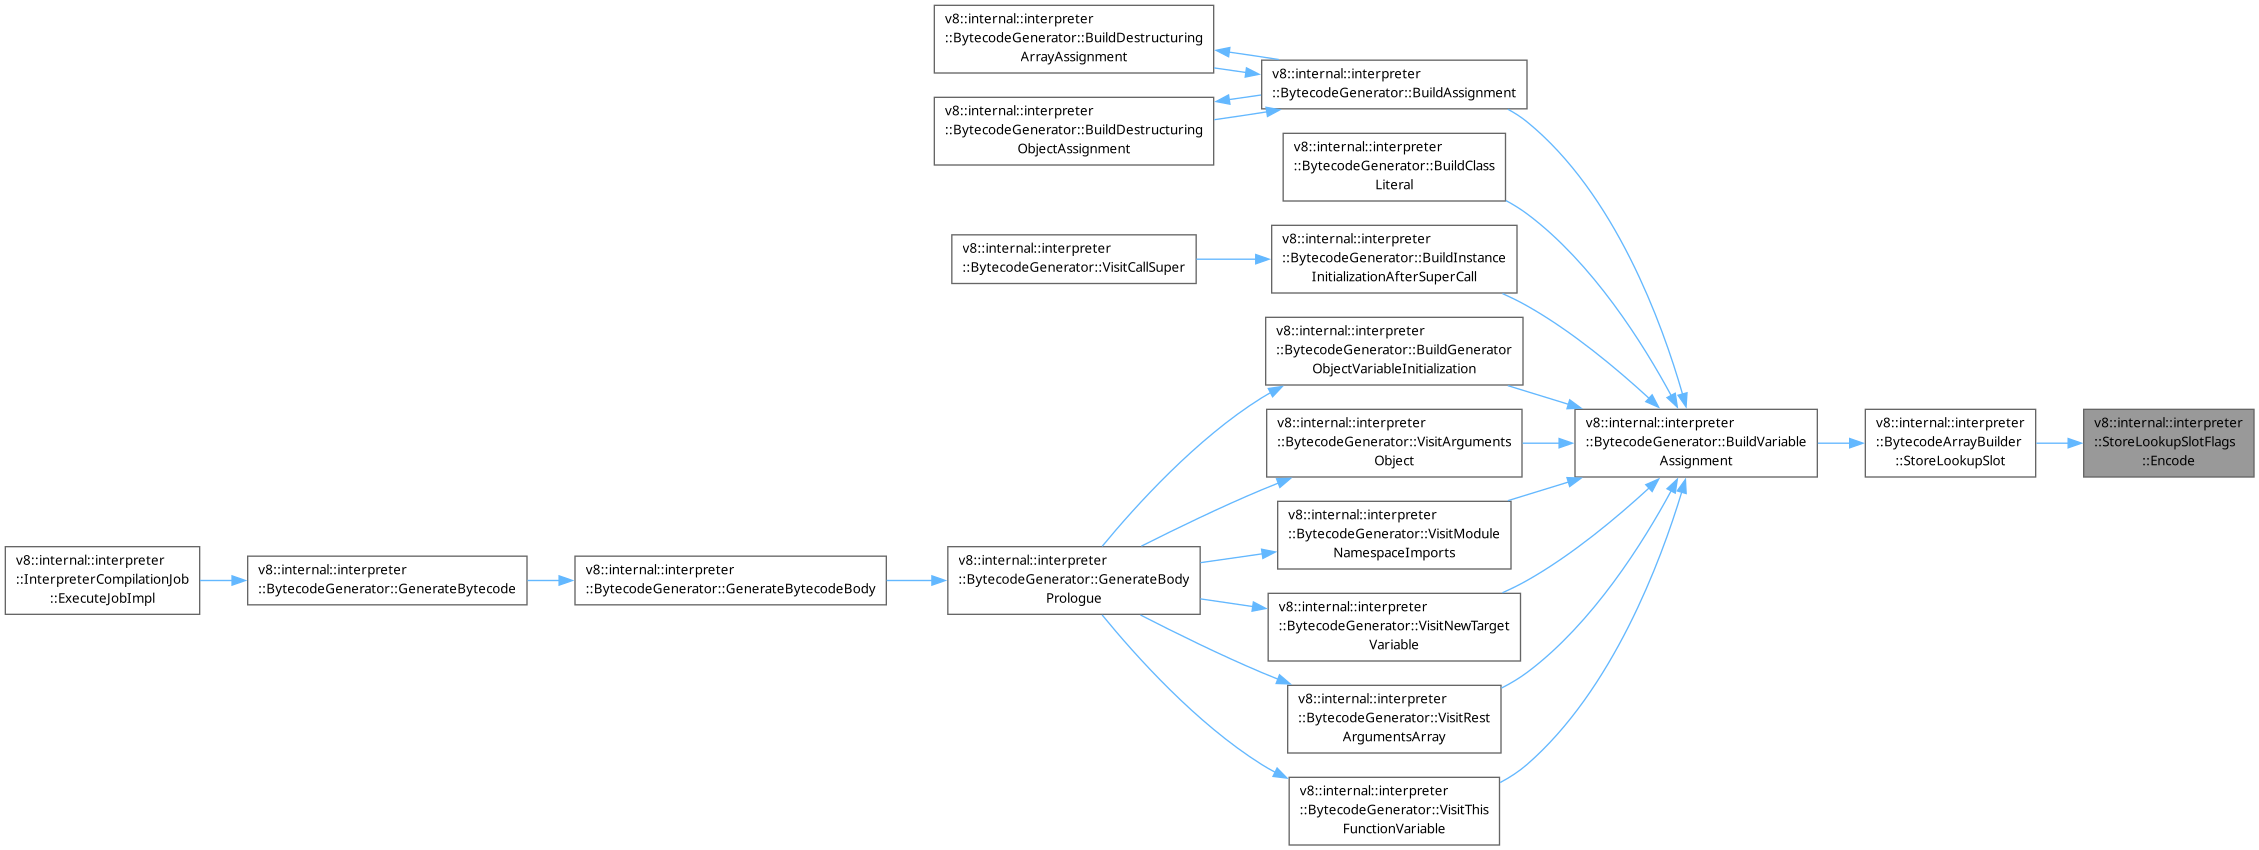 v8::internal::interpreter
::BytecodeGenerator::BuildDestructuring
ArrayAssignment
v8::internal::interpreter
::BytecodeGenerator::BuildAssignment
v8::internal::interpreter
::BytecodeGenerator::BuildDestructuring
ObjectAssignment
v8::internal::interpreter
::BytecodeGenerator::BuildClass
Literal
v8::internal::interpreter
::BytecodeGenerator::VisitCallSuper
v8::internal::interpreter
::BytecodeGenerator::BuildInstance
InitializationAfterSuperCall
v8::internal::interpreter
::BytecodeGenerator::BuildGenerator
ObjectVariableInitialization
v8::internal::interpreter
::BytecodeGenerator::VisitArguments
Object
v8::internal::interpreter
::BytecodeGenerator::BuildVariable
Assignment
v8::internal::interpreter
::BytecodeArrayBuilder
::StoreLookupSlot
v8::internal::interpreter
::StoreLookupSlotFlags
::Encode
v8::internal::interpreter
::BytecodeGenerator::VisitModule
NamespaceImports
v8::internal::interpreter
::InterpreterCompilationJob
::ExecuteJobImpl
v8::internal::interpreter
::BytecodeGenerator::GenerateBytecode
v8::internal::interpreter
::BytecodeGenerator::GenerateBytecodeBody
v8::internal::interpreter
::BytecodeGenerator::GenerateBody
Prologue
v8::internal::interpreter
::BytecodeGenerator::VisitNewTarget
Variable
v8::internal::interpreter
::BytecodeGenerator::VisitRest
ArgumentsArray
v8::internal::interpreter
::BytecodeGenerator::VisitThis
FunctionVariable